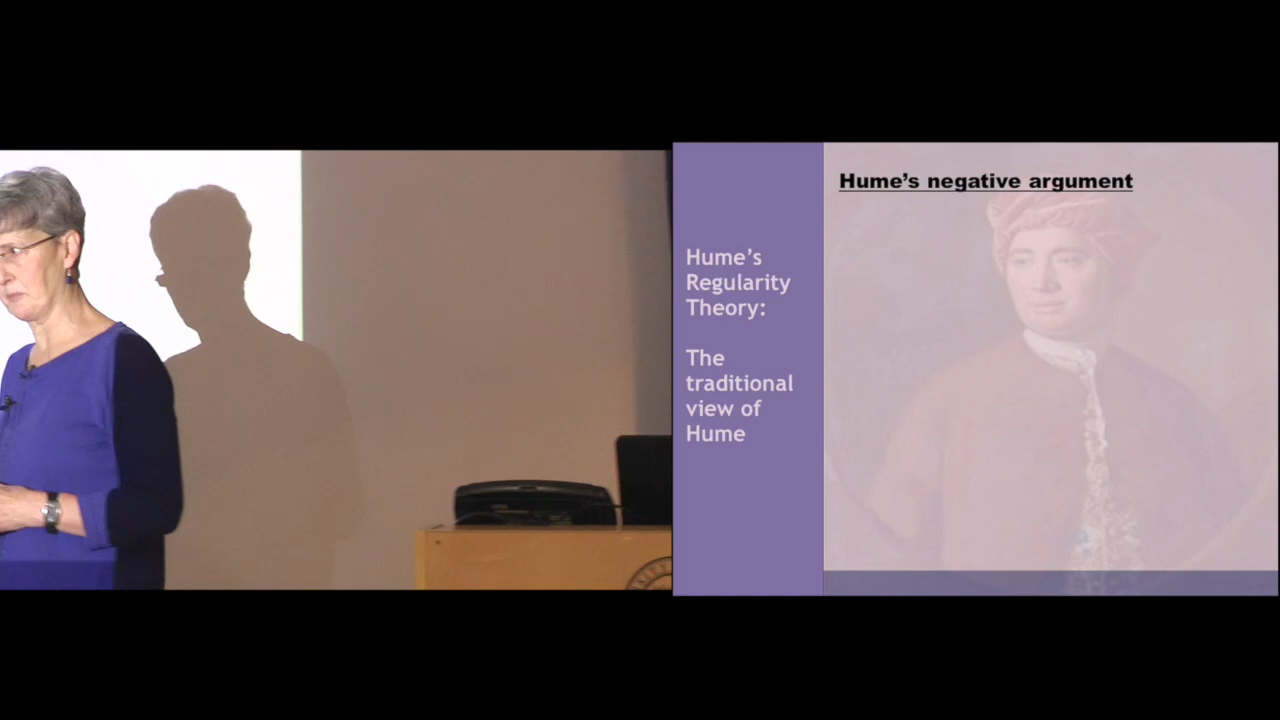 Hume's negative argument
Hume's
Regularity
Theory:
The
traditional
view of
Hume